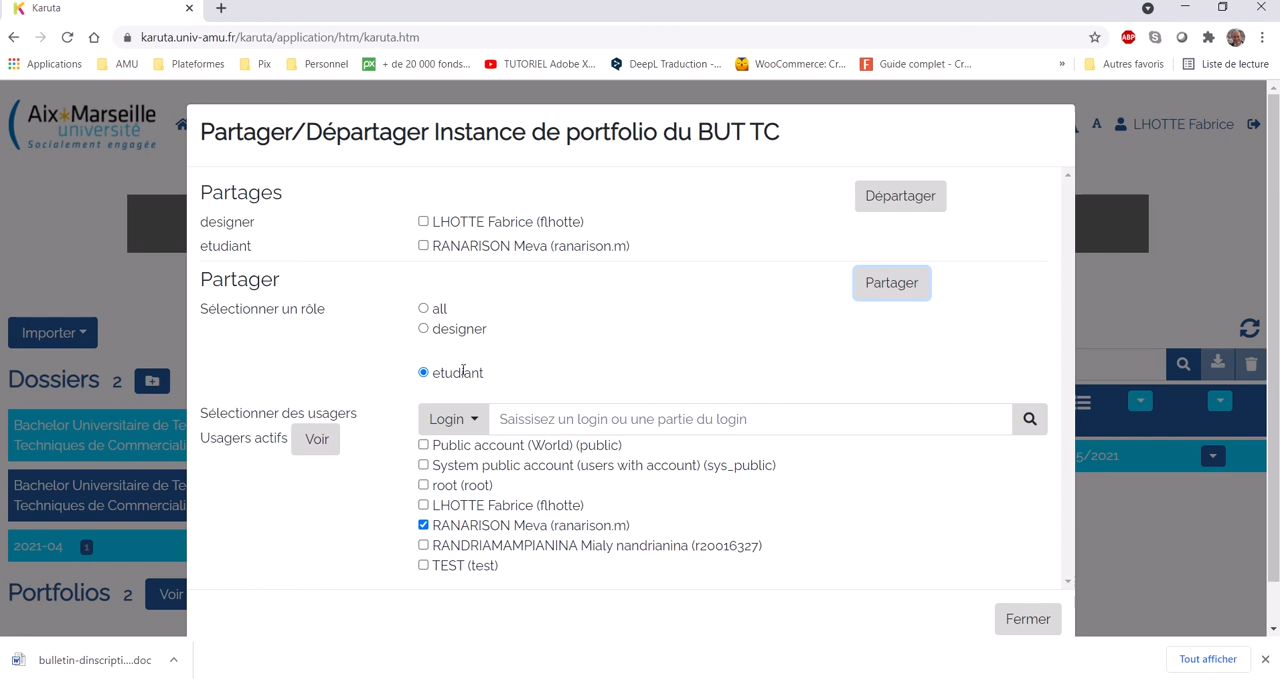 Karuta
karuta.univ-amu.fr/karuta/application/htm/karuta.htm
Applications AMU Plateformes Pix Personnel + de 20 000 fonds... TUTORIEL Adobe X... DeepL Traduction -... WooCommerce: Cr... Guide complet - Cr... » Autres favoris Liste de lecture
Aix*Marseille
université
Socialement engagée
A LHOTTE Fabrice
Partager/Départager Instance de portfolio du BUT TC
Partages
Départager
designer LHOTTE Fabrice (flhotte)
etudiant RANARISON Meva (ranarison.m)
Partager
Partager
Sélectionner un rôle all
designer
etudiant
Sélectionner des usagers
Login Saissisez un login ou une partie du login
Usagers actifs Voir
Public account (World) (public)
System public account (users with account) (sys_public)
root (root)
LHOTTE Fabrice (flhotte)
RANARISON Meva (ranarison.m)
RANDRIAMAMPIANINA Mialy nandrianina (r20016327)
TEST (test)
Fermer
Importer
Dossiers 2
Bachelor Universitaire de Te
Techniques de Commerciali
Bachelor Universitaire de Te
Techniques de Commerciali
2021-04 1
Portfolios 2 Voir
5/2021
bulletin-dinscripti....doc
Tout afficher